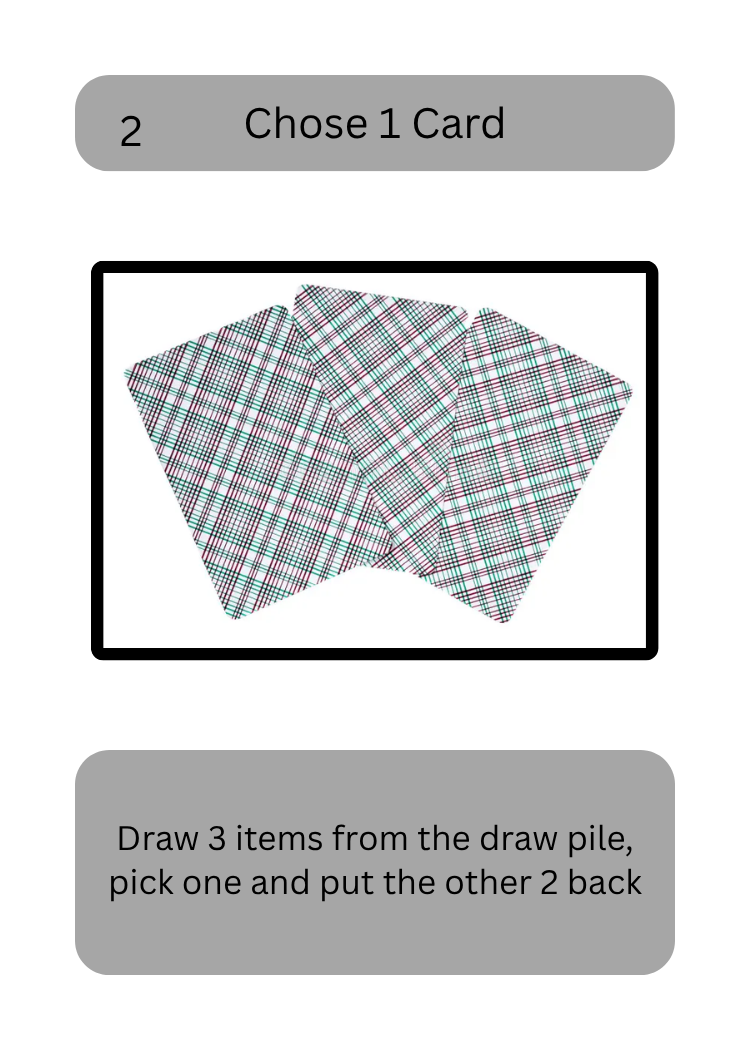 2 Chose 1 Card
Draw 3 items from the draw pile,
pick one and put the other 2 back